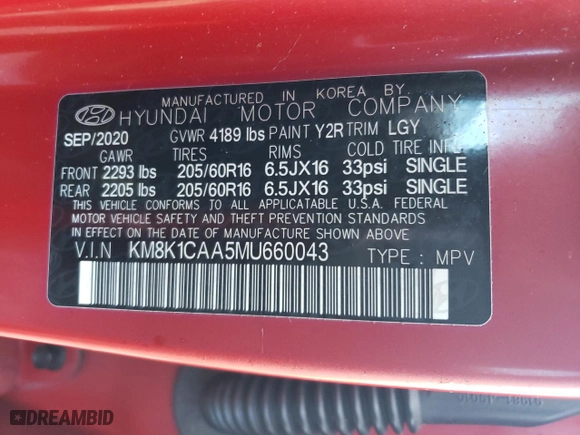 MANUFACTURED IN KOREA BY
HYUNDAI MOTOR COMPANY
SEP/2020 GVWR 4189 lbs PAINT Y2R TRIM LGY
GAWR TIRES RIMS COLD TIRE INFL
FRONT 2293 lbs 205/60R16 6.5JX16 33psi SINGLE
REAR 2205 lbs 205/60R16 6.5JX16 33psi SINGLE
THIS VEHICLE CONFORMS TO ALL APPLICABLE U.S.A. FEDERAL
MOTOR VEHICLE SAFETY AND THEFT PREVENTION STANDARDS
IN EFFECT ON THE DATE OF MANUFACTURE SHOWN ABOVE.
V.I.N KM8K1CAA5MU660043
TYPE : MPV
DREAMBID